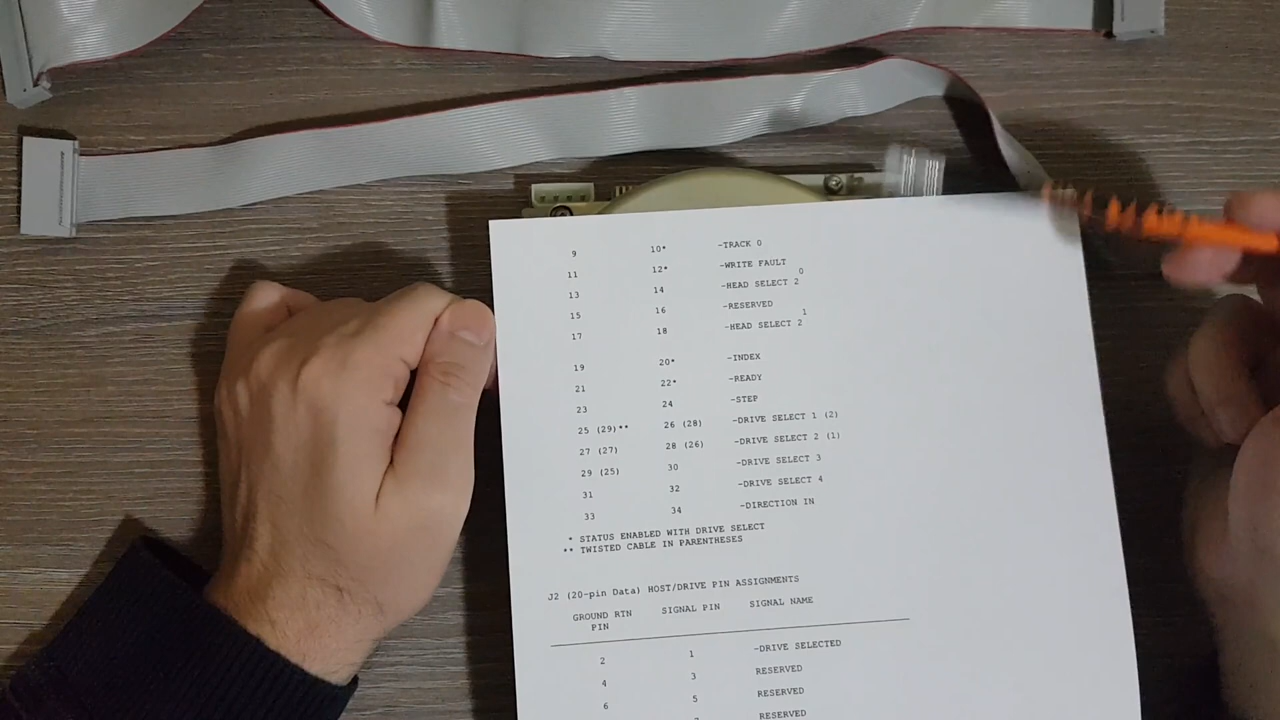 9 10* -TRACK 0
11 12* -WRITE FAULT
13 14 -HEAD SELECT 2 0
15 16 -RESERVED
17 18 -HEAD SELECT 2 1
19 20* -INDEX
21 22* -READY
23 24 -STEP
25 (29)** 26 (28) -DRIVE SELECT 1 (2)
27 (27) 28 (26) -DRIVE SELECT 2 (1)
29 (25) 30 -DRIVE SELECT 3
31 32 -DRIVE SELECT 4
33 34 -DIRECTION IN
* STATUS ENABLED WITH DRIVE SELECT
** TWISTED CABLE IN PARENTHESES
J2 (20-pin Data) HOST/DRIVE PIN ASSIGNMENTS
GROUND RTN SIGNAL PIN SIGNAL NAME
PIN
2 1 -DRIVE SELECTED
4 3 RESERVED
6 5 RESERVED
RESERVED